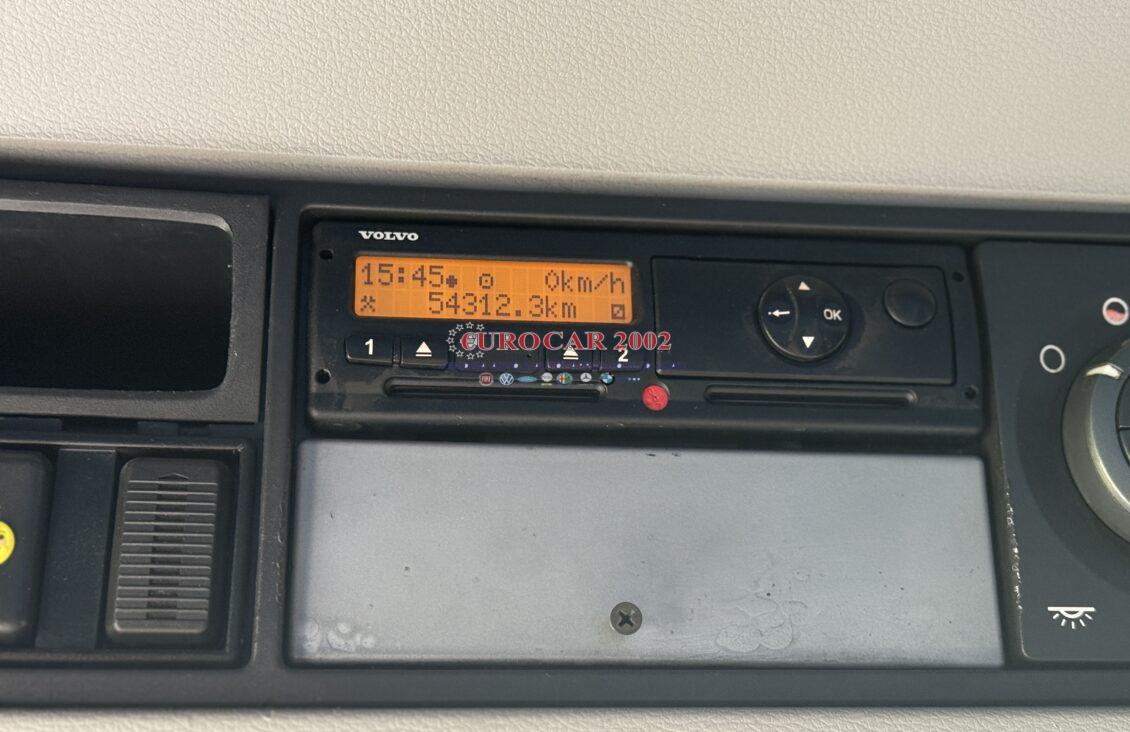 VOLVO
15:45 0km/h
54312.3km
1 2
OK
EUROCAR 2002